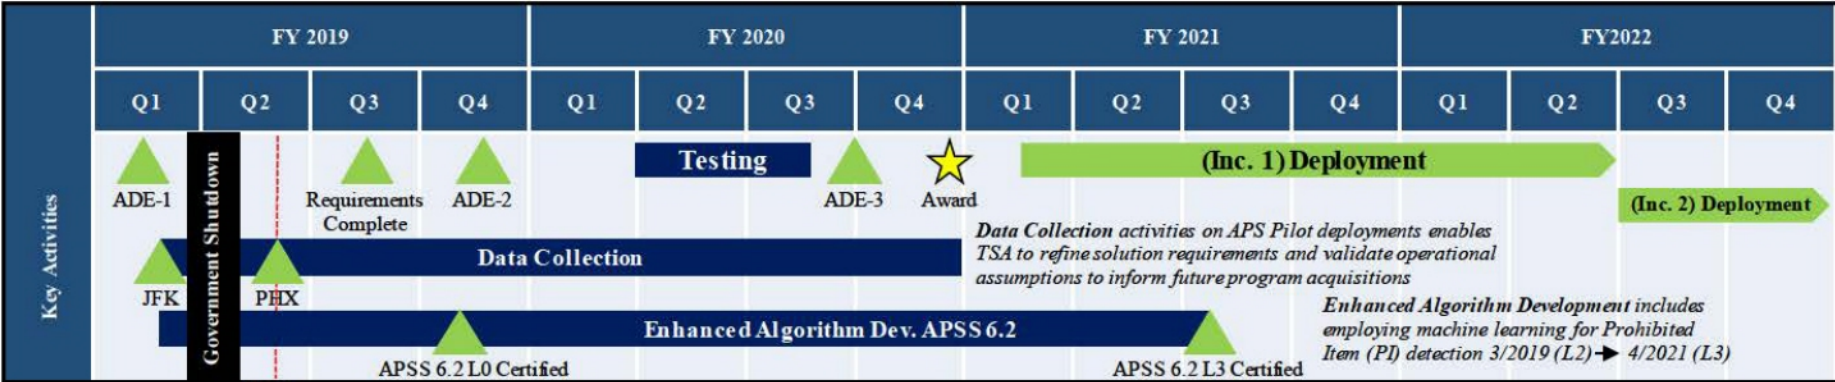 FY 2019 FY 2020 FY 2021 FY2022
Q1 Q2 Q3 Q4 Q1 Q2 Q3 Q4 Q1 Q2 Q3 Q4 Q1 Q2 Q3 Q4
Key Activities
Government Shutdown
ADE-1
Requirements
Complete
ADE-2
Testing
ADE-3
Award
(Inc. 1) Deployment
(Inc. 2) Deployment
Data Collection
JFK
PHX
Data Collection activities on APS Pilot deployments enables
TSA to refine solution requirements and validate operational
assumptions to inform future program acquisitions
Enhanced Algorithm Dev. APSS 6.2
APSS 6.2 L0 Certified
APSS 6.2 L3 Certified
Enhanced Algorithm Development includes
employing machine learning for Prohibited
Item (PI) detection 3/2019 (L2)➔ 4/2021 (L3)